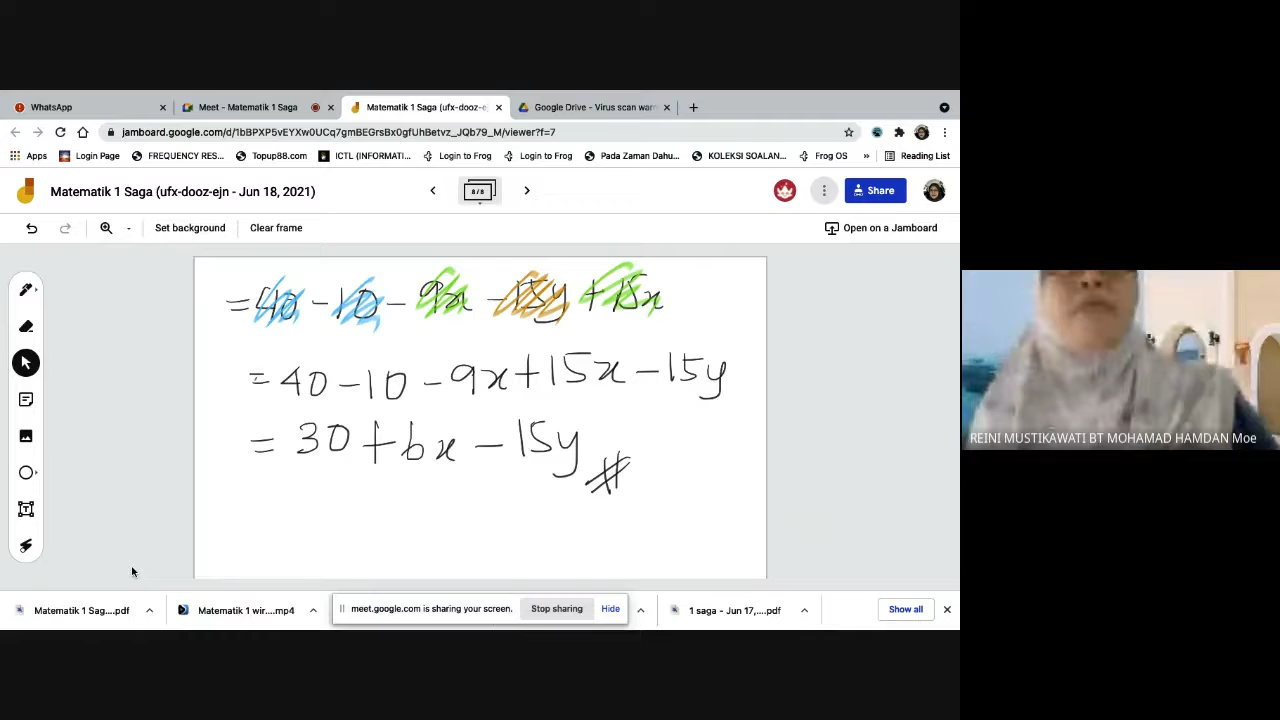 WhatsApp
Meet - Matematik 1 Saga
Matematik 1 Saga (ufx-dooz-ej
Google Drive - Virus scan warn
jamboard.google.com/d/1bBPXP5vEYXw0UCq7gmBEGrsBx0gfUhBetvz_JQb79_M/viewer?f=7
Apps Login Page FREQUENCY RES... Topup88.com ICTL (INFORMATI... Login to Frog Login to Frog Pada Zaman Dahu... KOLEKSI SOALAN... Frog OS » Reading List
Matematik 1 Saga (ufx-dooz-ejn - Jun 18, 2021)
8/8
Share
Set background Clear frame
Open on a Jamboard
= 40 - 10 - 9x - 15y + 15x
= 40 - 10 - 9x + 15x - 15y
= 30 + 6x - 15y #
REINI MUSTIKAWATI BT MOHAMAD HAMDAN Moe
Matematik 1 Sag....pdf
Matematik 1 wir....mp4
meet.google.com is sharing your screen. Stop sharing Hide
1 saga - Jun 17,....pdf
Show all